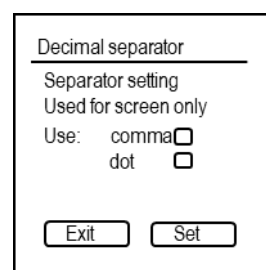 Decimal separator
Separator setting
Used for screen only
Use: comma
dot
Exit Set